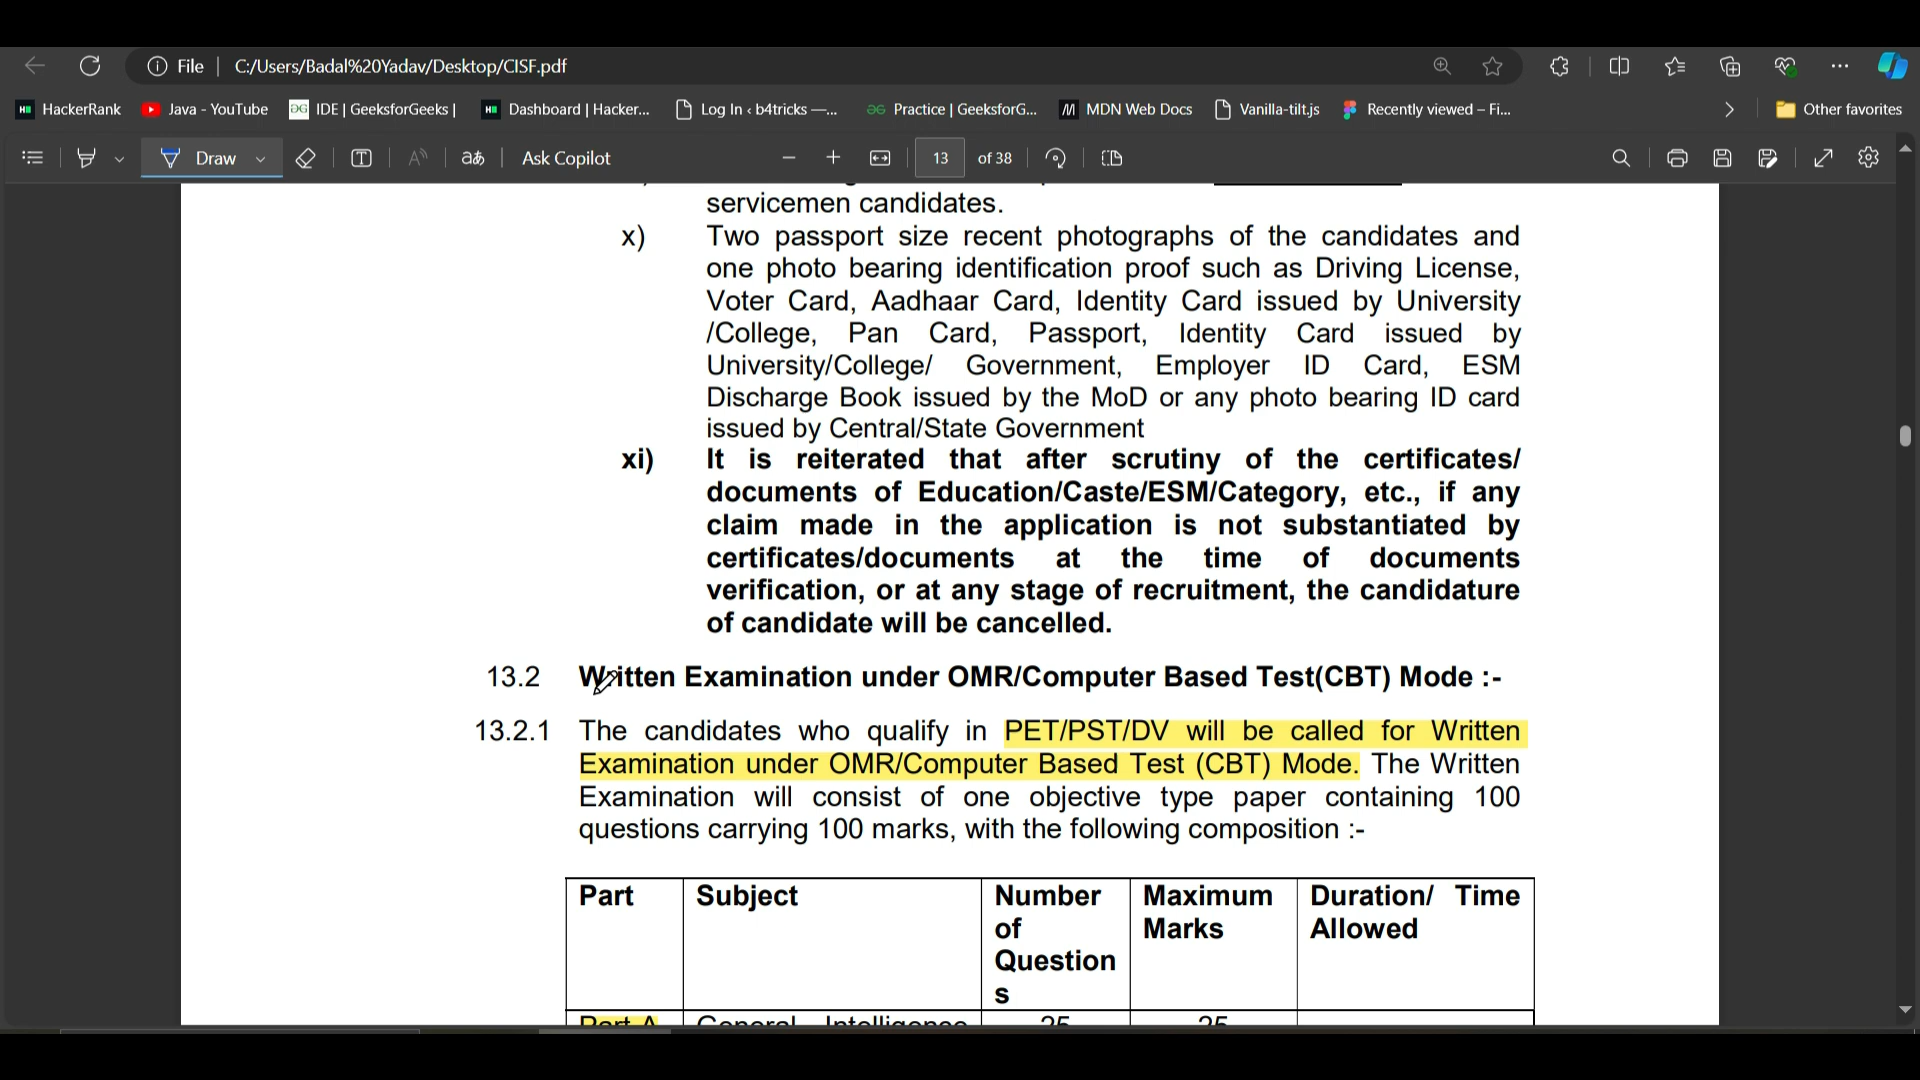 File C:/Users/Badal%20Yadav/Desktop/CISF.pdf
HackerRank Java - YouTube IDE | GeeksforGeeks | Dashboard | Hacker... Log In ‹ b4tricks —... Practice | GeeksforG... MDN Web Docs Vanilla-tilt.js Recently viewed – Fi... Other favorites
Draw aあ Ask Copilot 13 of 38
servicemen candidates.
x) Two passport size recent photographs of the candidates and
one photo bearing identification proof such as Driving License,
Voter Card, Aadhaar Card, Identity Card issued by University
/College, Pan Card, Passport, Identity Card issued by
University/College/ Government, Employer ID Card, ESM
Discharge Book issued by the MoD or any photo bearing ID card
issued by Central/State Government
xi) It is reiterated that after scrutiny of the certificates/
documents of Education/Caste/ESM/Category, etc., if any
claim made in the application is not substantiated by
certificates/documents at the time of documents
verification, or at any stage of recruitment, the candidature
of candidate will be cancelled.
13.2 Written Examination under OMR/Computer Based Test(CBT) Mode :-
13.2.1 The candidates who qualify in PET/PST/DV will be called for Written
Examination under OMR/Computer Based Test (CBT) Mode. The Written
Examination will consist of one objective type paper containing 100
questions carrying 100 marks, with the following composition :-
Part Subject Number Maximum Duration/ Time
of Marks Allowed
Question
s
Part A General Intelligence 25 25